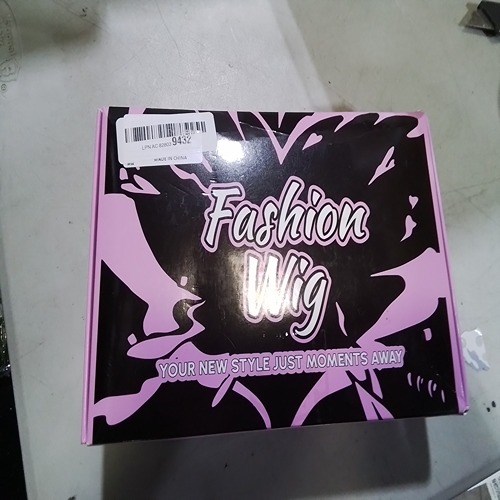 9432
MADE IN CHINA
Fashion
Wig
YOUR NEW STYLE JUST MOMENTS AWAY